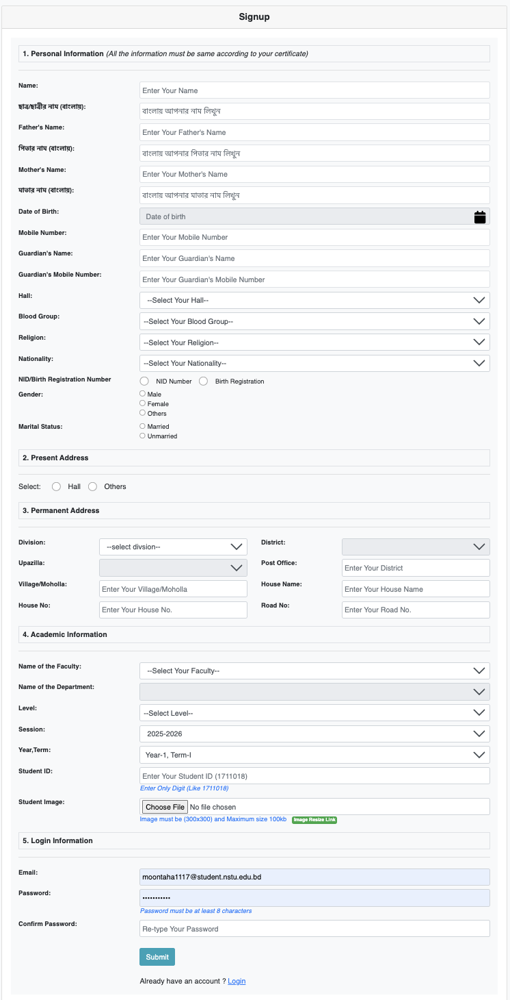 Signup
1. Personal Information (All the information must be same according to your certificate)
Name:
Enter Your Name
ছাত্র/ছাত্রীর নাম (বাংলায়):
বাংলায় আপনার নাম লিখুন
Father's Name:
Enter Your Father's Name
পিতার নাম (বাংলায়):
বাংলায় আপনার পিতার নাম লিখুন
Mother's Name:
Enter Your Mother's Name
মাতার নাম (বাংলায়):
বাংলায় আপনার মাতার নাম লিখুন
Date of Birth:
Date of birth
Mobile Number:
Enter Your Mobile Number
Guardian's Name:
Enter Your Guardian's Name
Guardian's Mobile Number:
Enter Your Guardian's Mobile Number
Hall:
--Select Your Hall--
Blood Group:
--Select Your Blood Group--
Religion:
--Select Your Religion--
Nationality:
--Select Your Nationality--
NID/Birth Registration Number
NID Number Birth Registration
Gender:
Male
Female
Others
Marital Status:
Married
Unmarried
2. Present Address
Select: Hall Others
3. Permanent Address
Division:
--select divsion--
District:
Upazilla:
Post Office:
Enter Your District
Village/Moholla:
Enter Your Village/Moholla
House Name:
Enter Your House Name
House No:
Enter Your House No.
Road No:
Enter Your Road No.
4. Academic Information
Name of the Faculty:
--Select Your Faculty--
Name of the Department:
Level:
--Select Level--
Session:
2025-2026
Year,Term:
Year-1, Term-I
Student ID:
Enter Your Student ID (1711018)
Enter Only Digit (Like 1711018)
Student Image:
Choose File No file chosen
Image must be (300x300) and Maximum size 100kb Image Resize Link
5. Login Information
Email:
moontaha1117@student.nstu.edu.bd
Password:
•••••••••••
Password must be at least 8 characters
Confirm Password:
Re-type Your Password
Submit
Already have an account ? Login